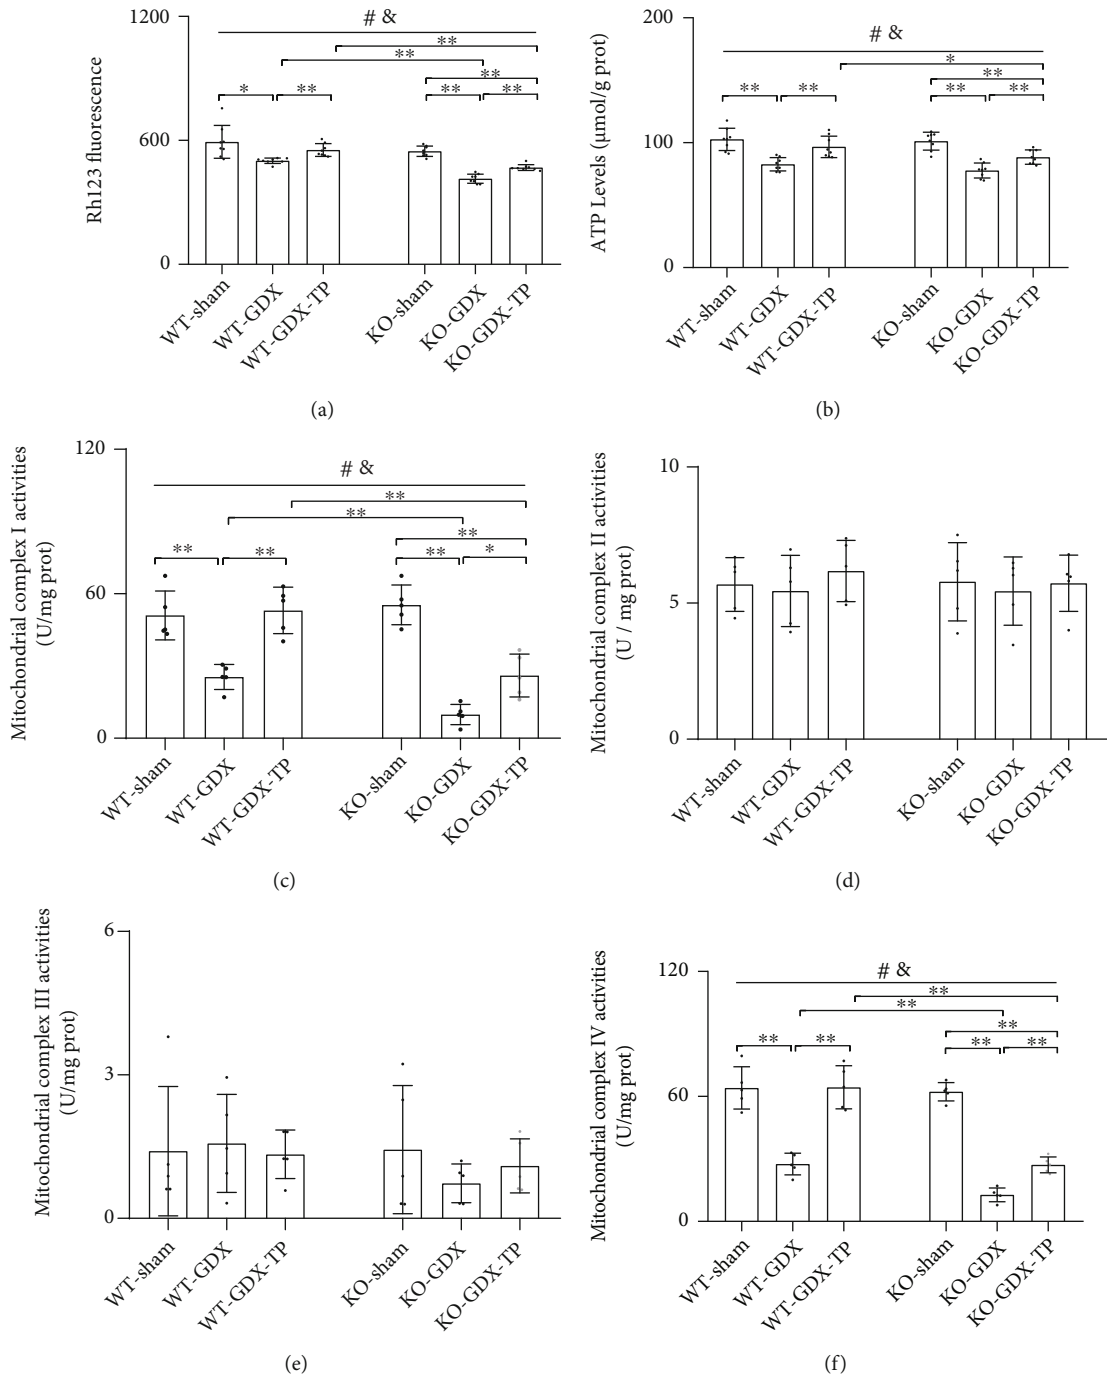 1200
600
0
Rh123 fluorescence
# &
**
**
**
*
**
**
**
WT-sham
WT-GDX
WT-GDX-TP
KO-sham
KO-GDX
KO-GDX-TP
(a)
200
100
0
ATP Levels (μmol/g prot)
# &
*
**
**
**
**
**
WT-sham
WT-GDX
WT-GDX-TP
KO-sham
KO-GDX
KO-GDX-TP
(b)
120
60
0
Mitochondrial complex I activities
(U/mg prot)
# &
**
**
**
**
**
**
*
WT-sham
WT-GDX
WT-GDX-TP
KO-sham
KO-GDX
KO-GDX-TP
(c)
10
5
0
Mitochondrial complex II activities
(U / mg prot)
WT-sham
WT-GDX
WT-GDX-TP
KO-sham
KO-GDX
KO-GDX-TP
(d)
6
3
0
Mitochondrial complex III activities
(U/mg prot)
WT-sham
WT-GDX
WT-GDX-TP
KO-sham
KO-GDX
KO-GDX-TP
(e)
120
60
0
Mitochondrial complex IV activities
(U/mg prot)
# &
**
**
**
**
**
**
**
WT-sham
WT-GDX
WT-GDX-TP
KO-sham
KO-GDX
KO-GDX-TP
(f)